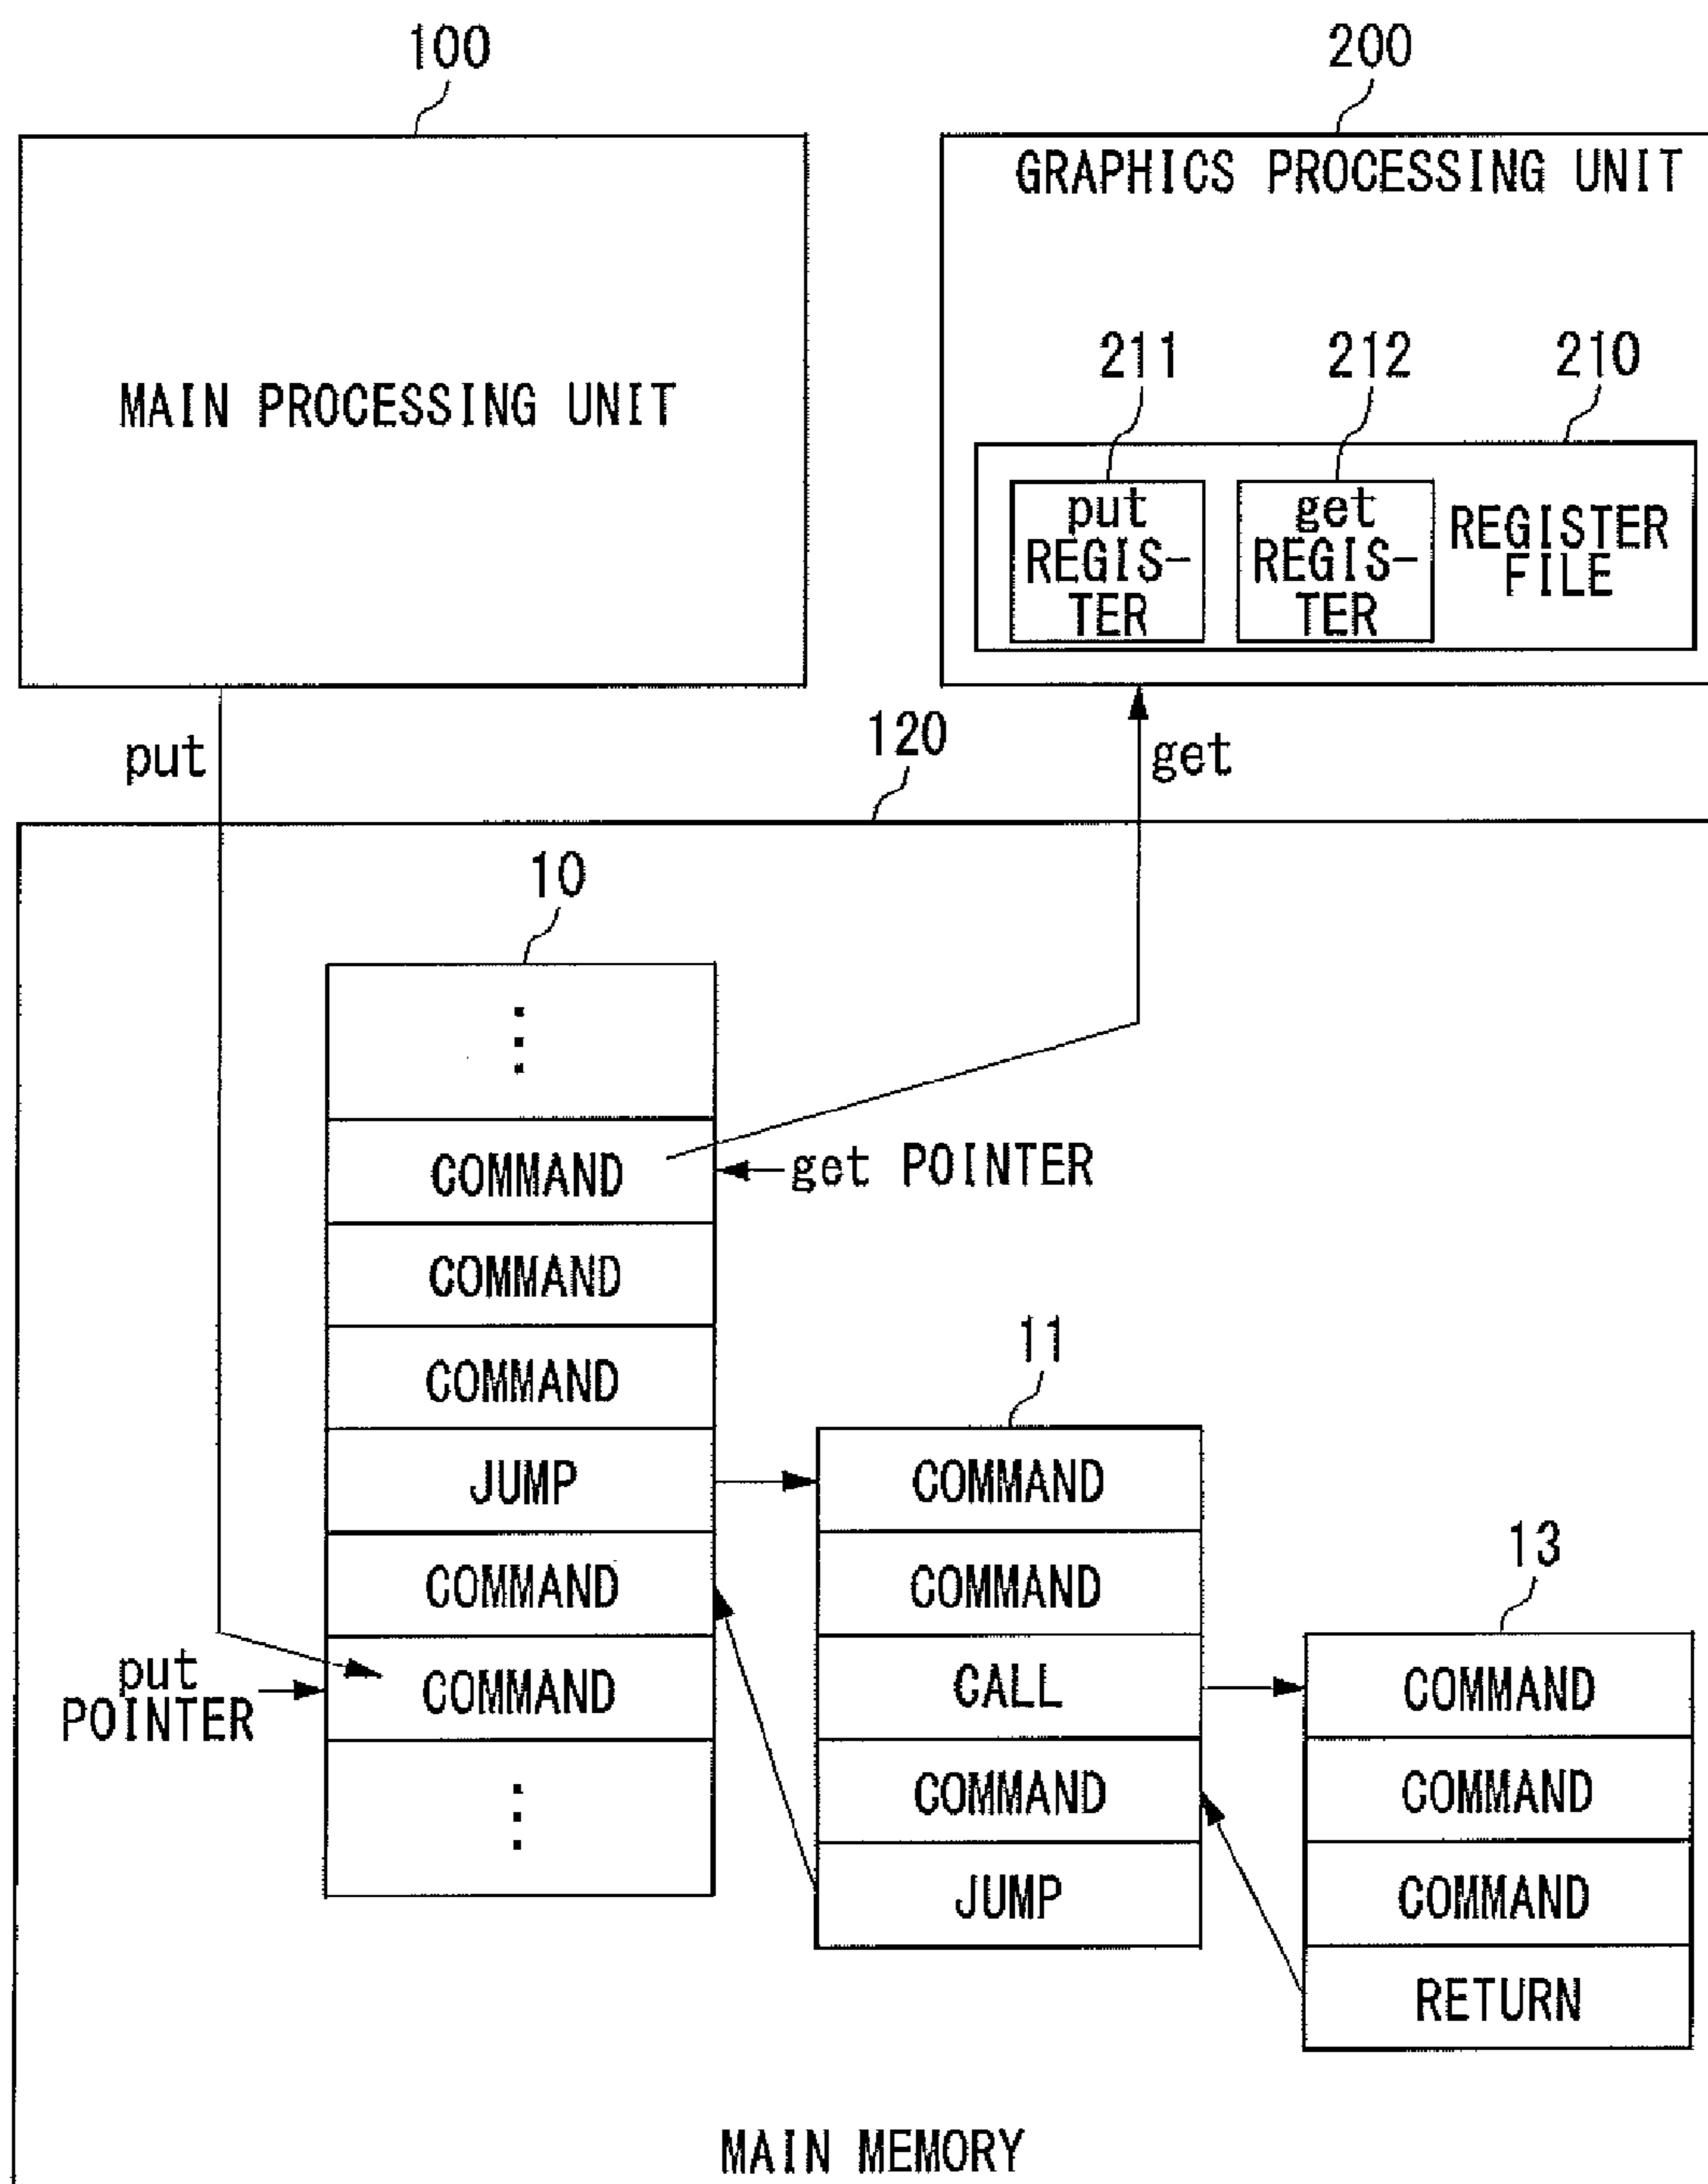 100
200
MAIN PROCESSING UNIT
GRAPHICS PROCESSING UNIT
211
212
210
put
REGIS-
TER
get
REGIS-
TER
REGISTER
FILE
put
120
get
10
⋮
COMMAND
get POINTER
COMMAND
COMMAND
JUMP
COMMAND
put
POINTER
COMMAND
⋮
11
COMMAND
COMMAND
CALL
COMMAND
JUMP
13
COMMAND
COMMAND
COMMAND
RETURN
MAIN MEMORY